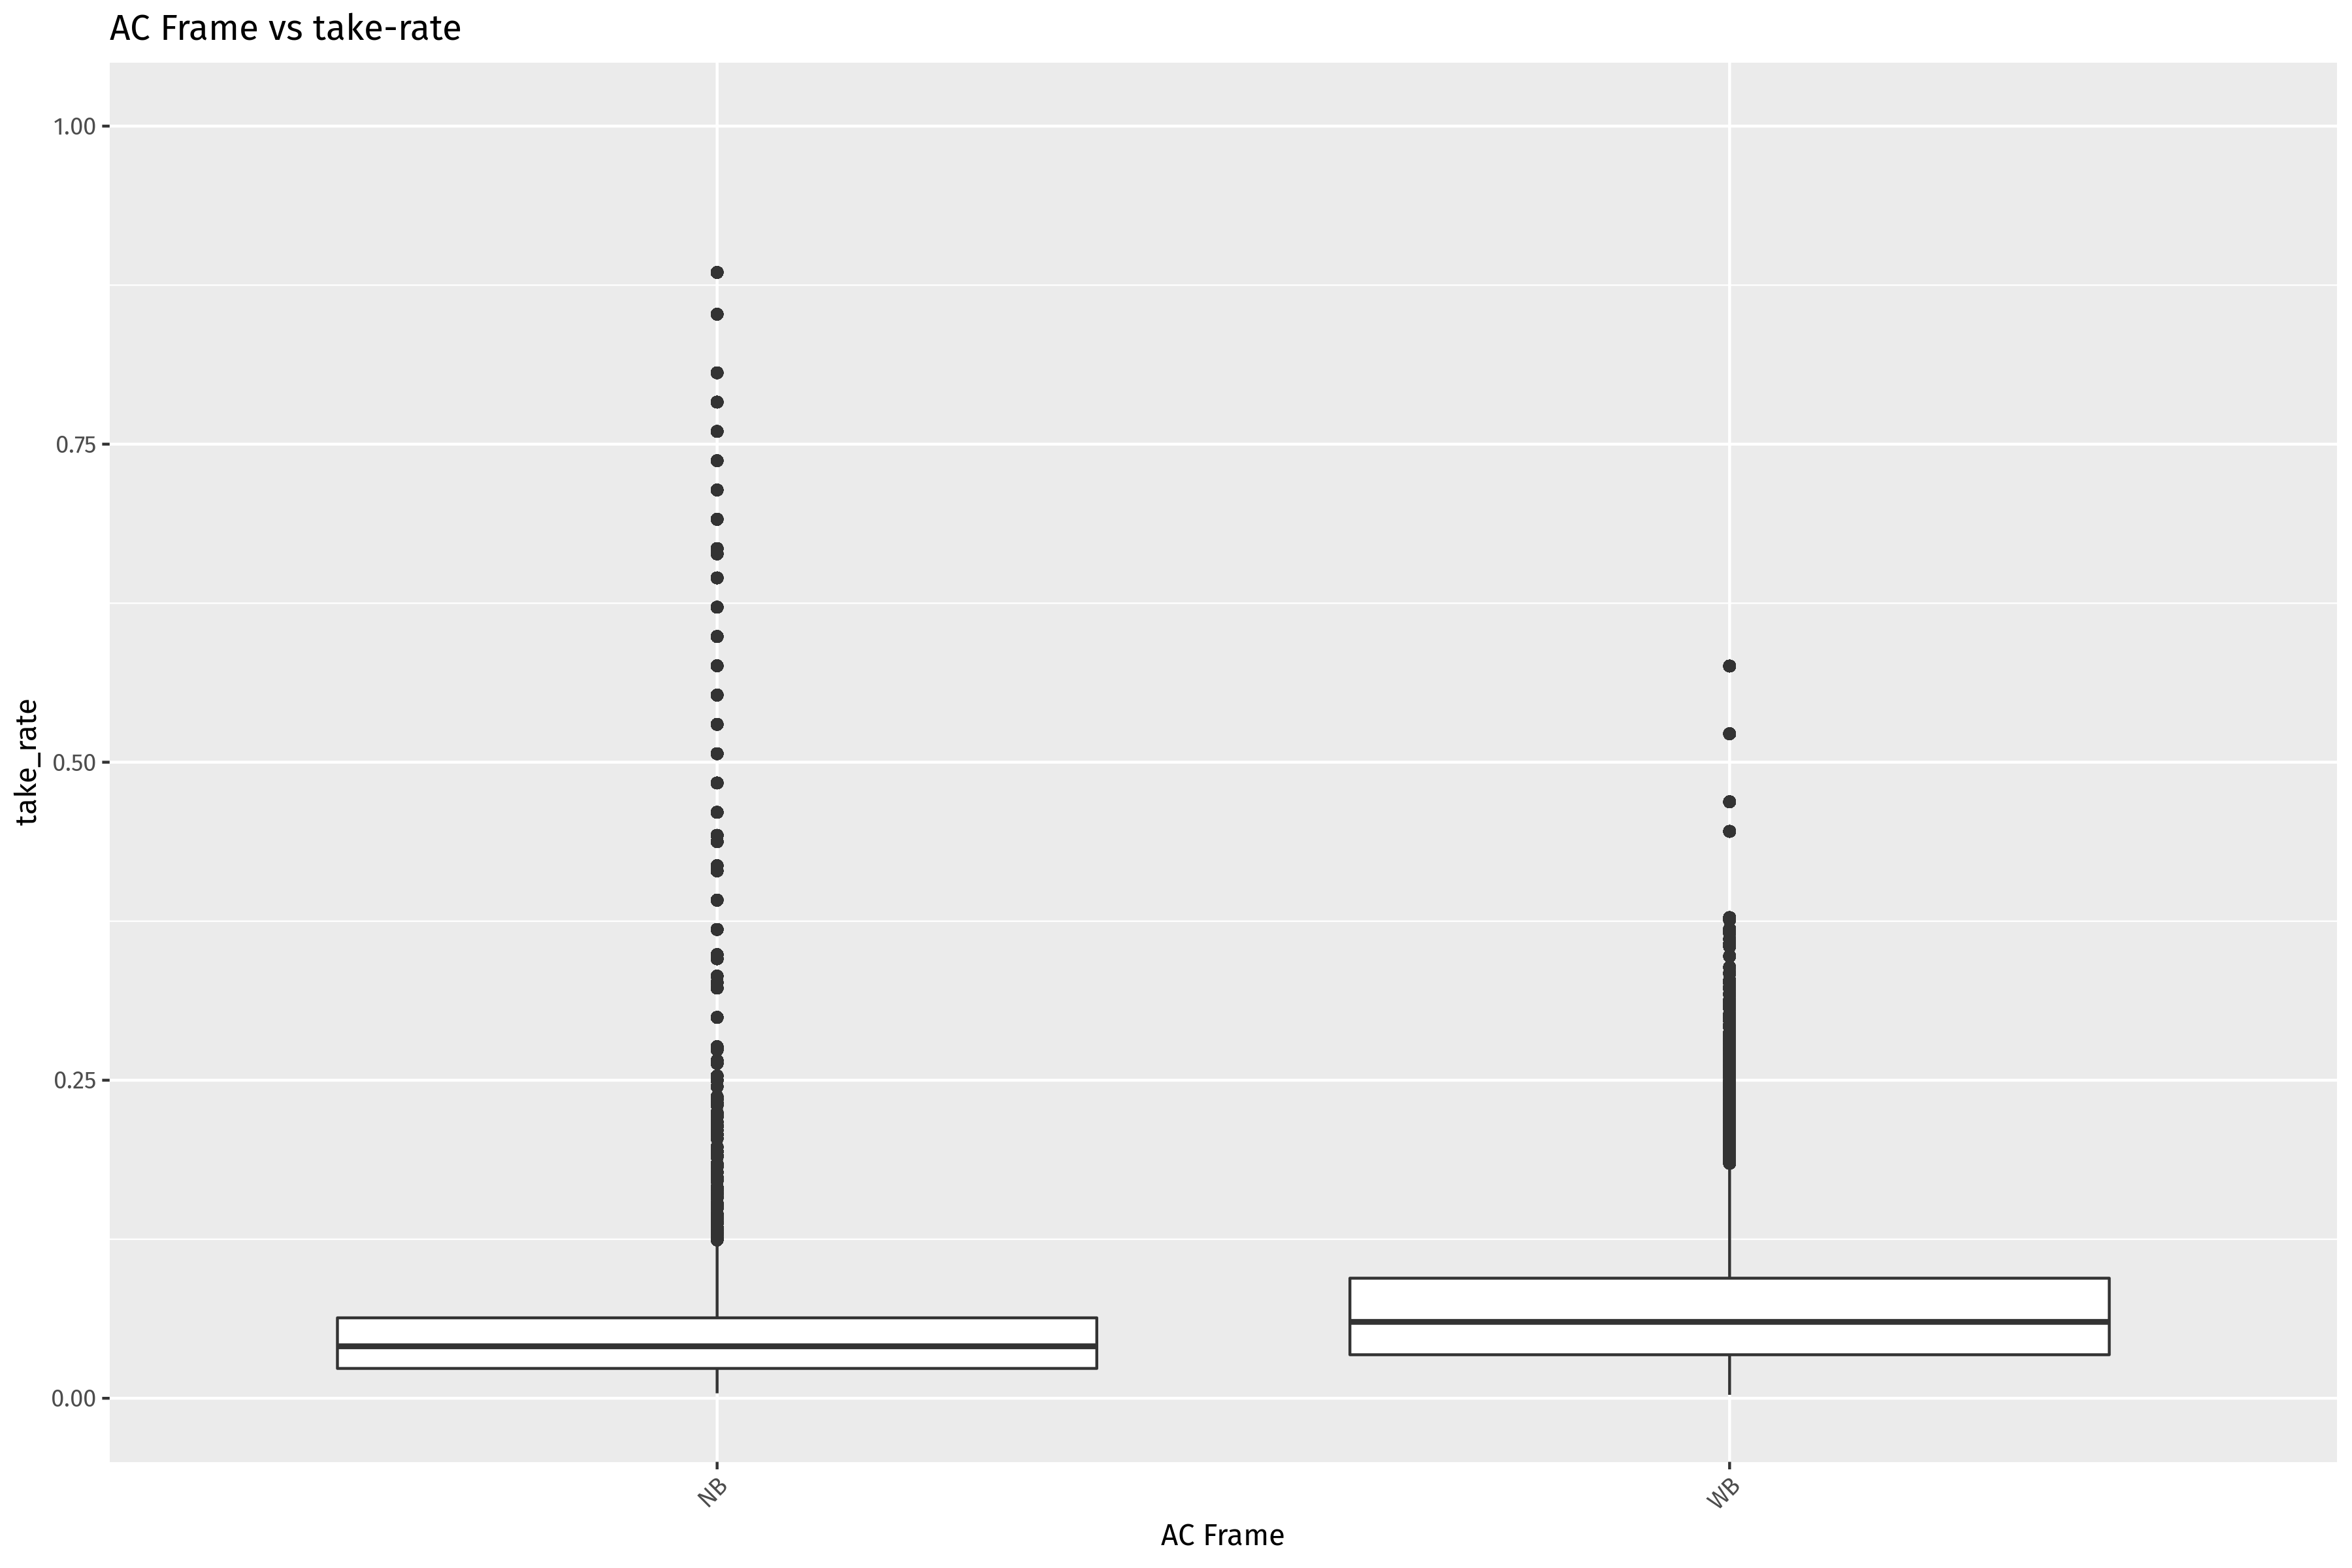 AC Frame vs take-rate
1.00
0.75
0.50
0.25
0.00
take_rate
NB
WB
AC Frame